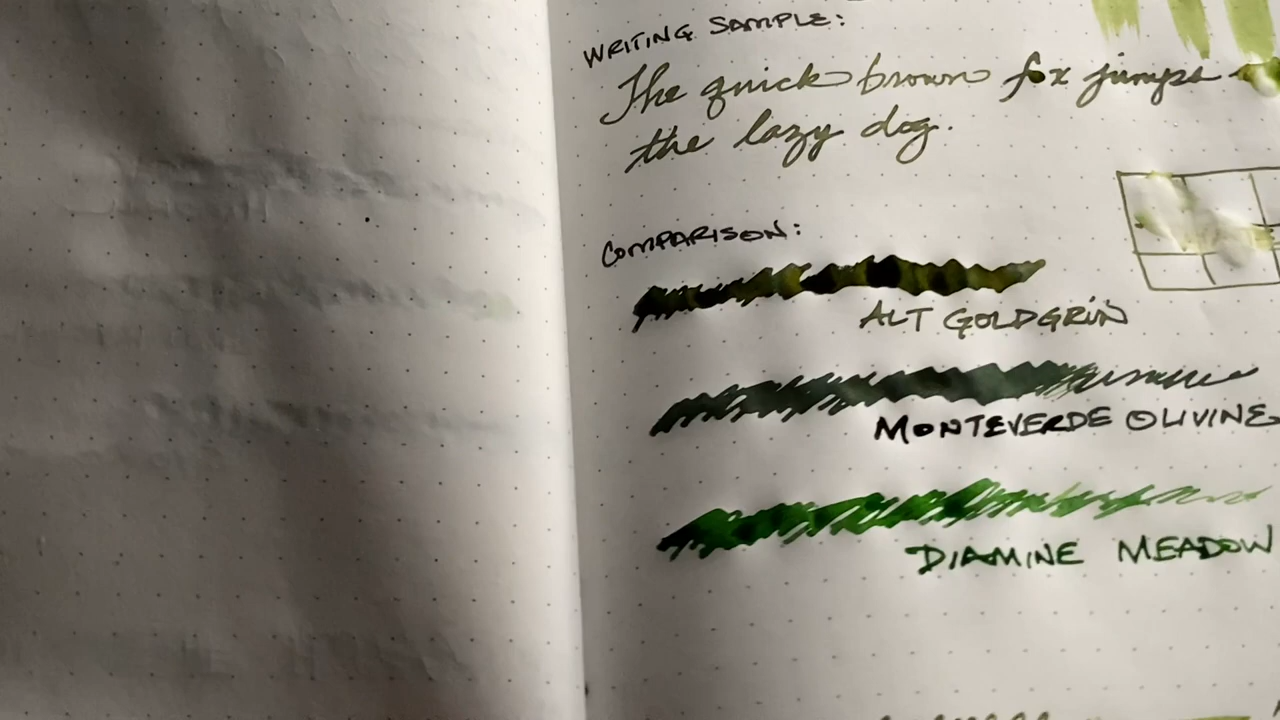 WRITING SAMPLE:
The quick brown fox jumps
the lazy dog.
COMPARISON:
ALT GOLDGRÜN
MONTEVERDE OLIVINE
DIAMINE MEADOW